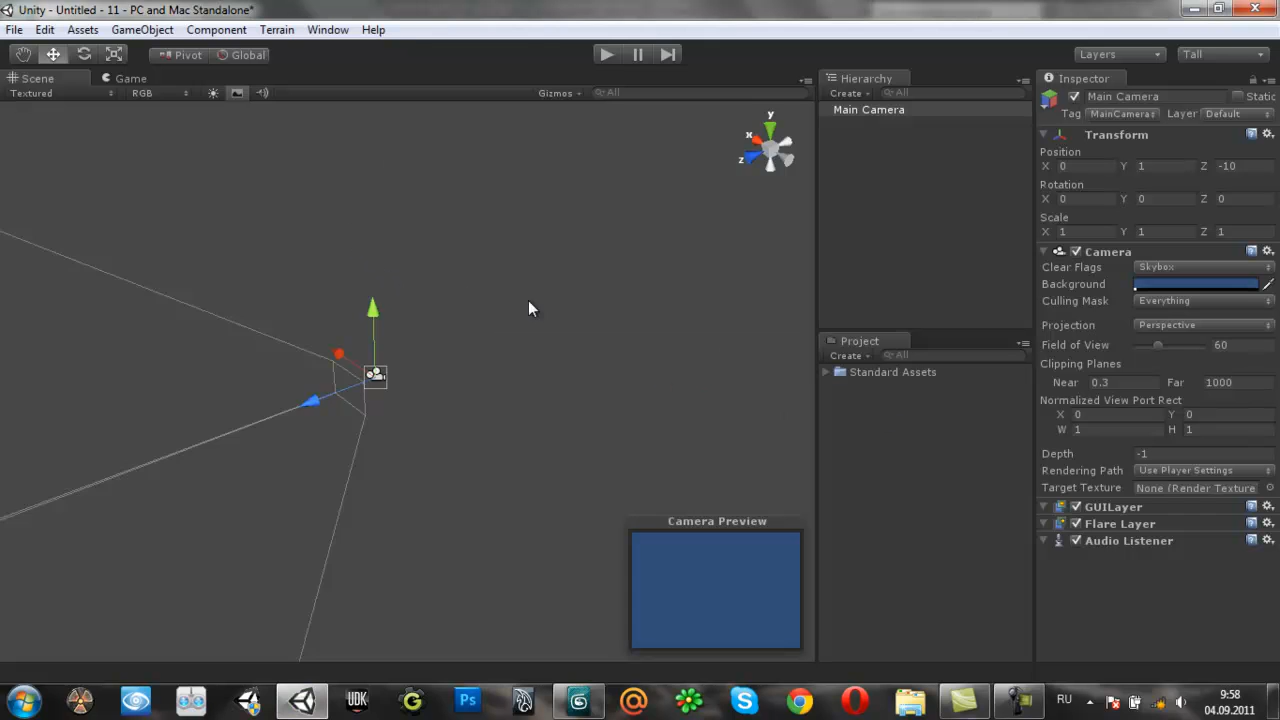 Unity - Untitled - 11 - PC and Mac Standalone*
File Edit Assets GameObject Component Terrain Window Help
Pivot Global Layers Tall
Scene Game
Textured RGB Gizmos All
y
x
z
Camera Preview
Hierarchy
Create All
Main Camera
Project
Create All
Standard Assets
Inspector
Main Camera Static
Tag MainCamera Layer Default
Transform
Position
X 0 Y 1 Z -10
Rotation
X 0 Y 0 Z 0
Scale
X 1 Y 1 Z 1
Camera
Clear Flags Skybox
Background
Culling Mask Everything
Projection Perspective
Field of View 60
Clipping Planes
Near 0.3 Far 1000
Normalized View Port Rect
X 0 Y 0
W 1 H 1
Depth -1
Rendering Path Use Player Settings
Target Texture None (Render Texture
GUILayer
Flare Layer
Audio Listener
UDK
Ps
RU
9:58
04.09.2011